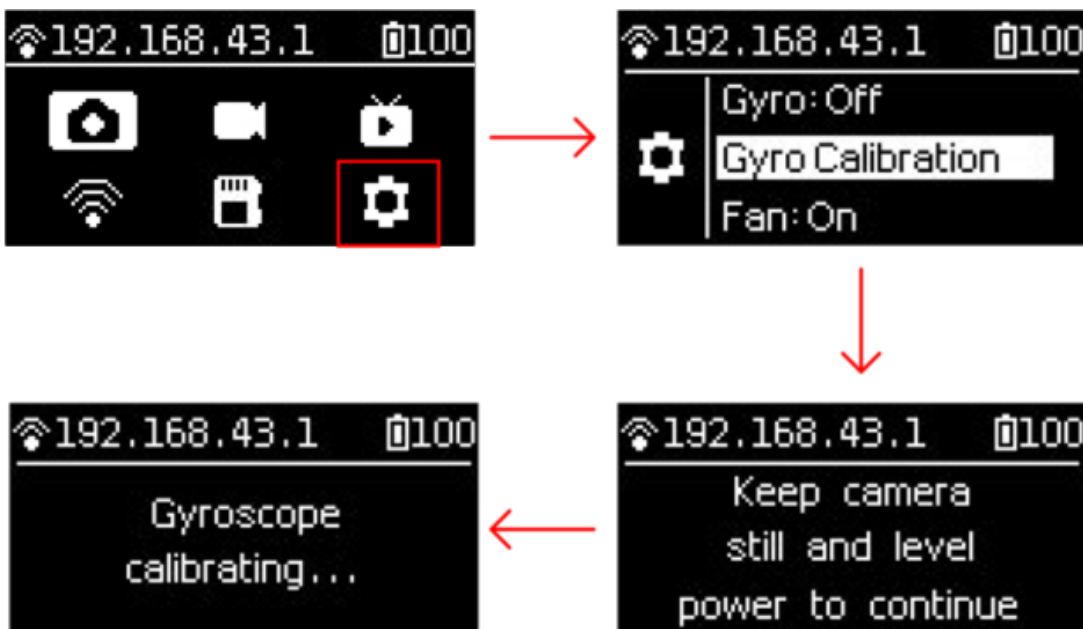 192.168.43.1 100
192.168.43.1 100
Gyro: Off
Gyro Calibration
Fan: On
192.168.43.1 100
Keep camera
still and level
power to continue
192.168.43.1 100
Gyroscope
calibrating...